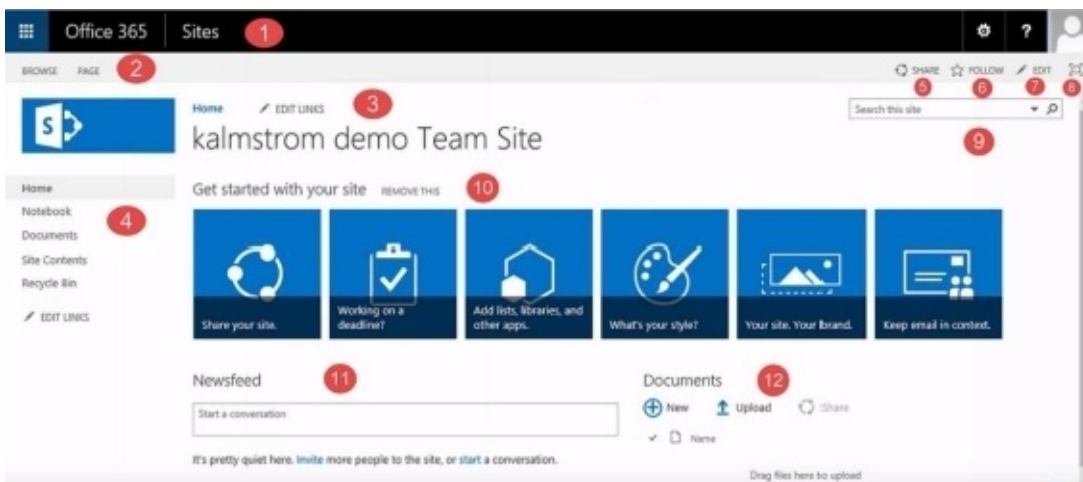 Office 365 Sites 1 ?
BROWSE PAGE 2 SHARE FOLLOW EDIT
5 6 7 8
S
Home EDIT LINKS 3 Search this site
kalmstrom demo Team Site 9
Home
Notebook
4
Documents
Site Contents
Recycle Bin
EDIT LINKS
Get started with your site REMOVE THIS 10
Share your site.
Working on a
deadline?
Add lists, libraries, and
other apps.
What's your style?
Your site. Your brand.
Keep email in context.
Newsfeed 11
Start a conversation
It's pretty quiet here. Invite more people to the site, or start a conversation.
Documents 12
New Upload Share
Name
Drag files here to upload